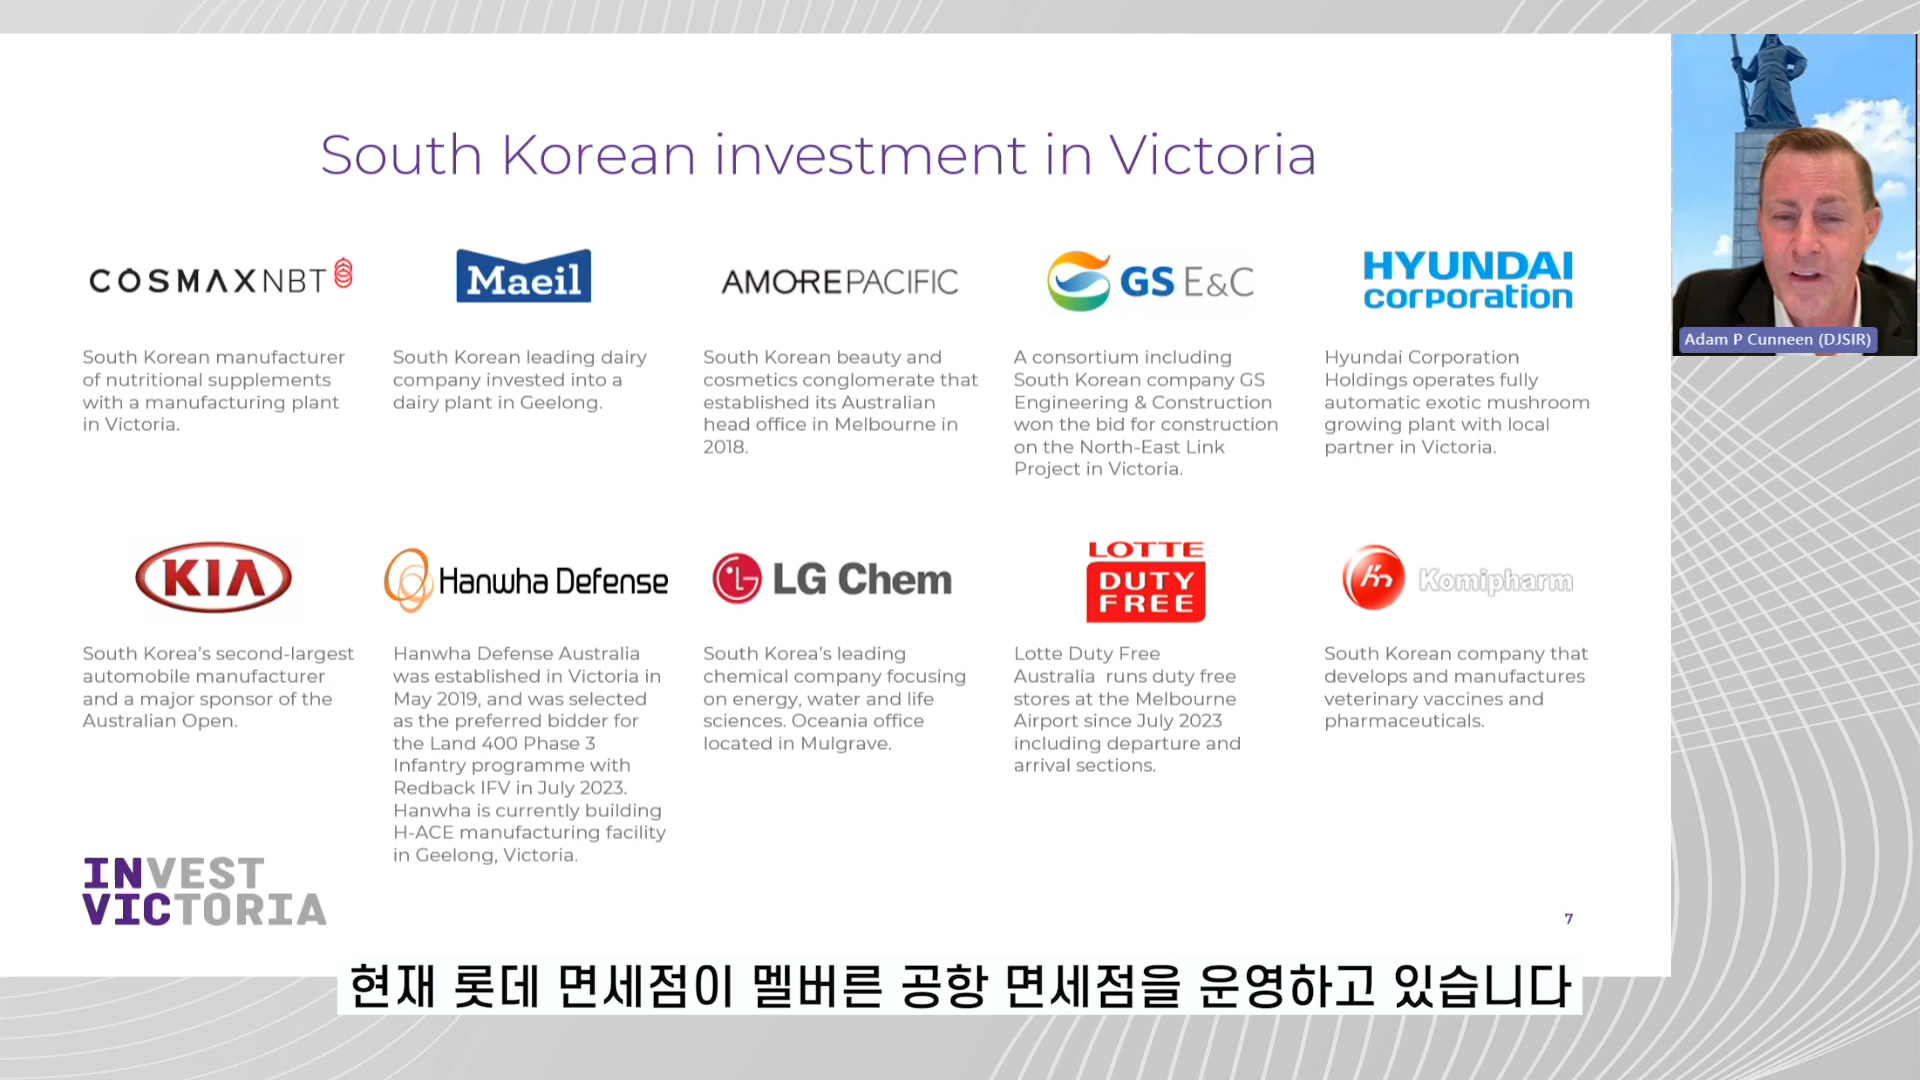 South Korean investment in Victoria
COSMAXNBT
South Korean manufacturer
of nutritional supplements
with a manufacturing plant
in Victoria.
Maeil
South Korean leading dairy
company invested into a
dairy plant in Geelong.
AMOREPACIFIC
South Korean beauty and
cosmetics conglomerate that
established its Australian
head office in Melbourne in
2018.
GS E&C
A consortium including
South Korean company GS
Engineering & Construction
won the bid for construction
on the North-East Link
Project in Victoria.
HYUNDAI
corporation
Hyundai Corporation
Holdings operates fully
automatic exotic mushroom
growing plant with local
partner in Victoria.
Adam P Cunneen (DJSIR)
KIA
South Korea’s second-largest
automobile manufacturer
and a major sponsor of the
Australian Open.
Hanwha Defense
Hanwha Defense Australia
was established in Victoria in
May 2019, and was selected
as the preferred bidder for
the Land 400 Phase 3
Infantry programme with
Redback IFV in July 2023.
Hanwha is currently building
H-ACE manufacturing facility
in Geelong, Victoria.
LG Chem
South Korea’s leading
chemical company focusing
on energy, water and life
sciences. Oceania office
located in Mulgrave.
LOTTE
DUTY
FREE
Lotte Duty Free
Australia runs duty free
stores at the Melbourne
Airport since July 2023
including departure and
arrival sections.
Komipharm
South Korean company that
develops and manufactures
veterinary vaccines and
pharmaceuticals.
INVEST
VICTORIA
7
현재 롯데 면세점이 멜버른 공항 면세점을 운영하고 있습니다